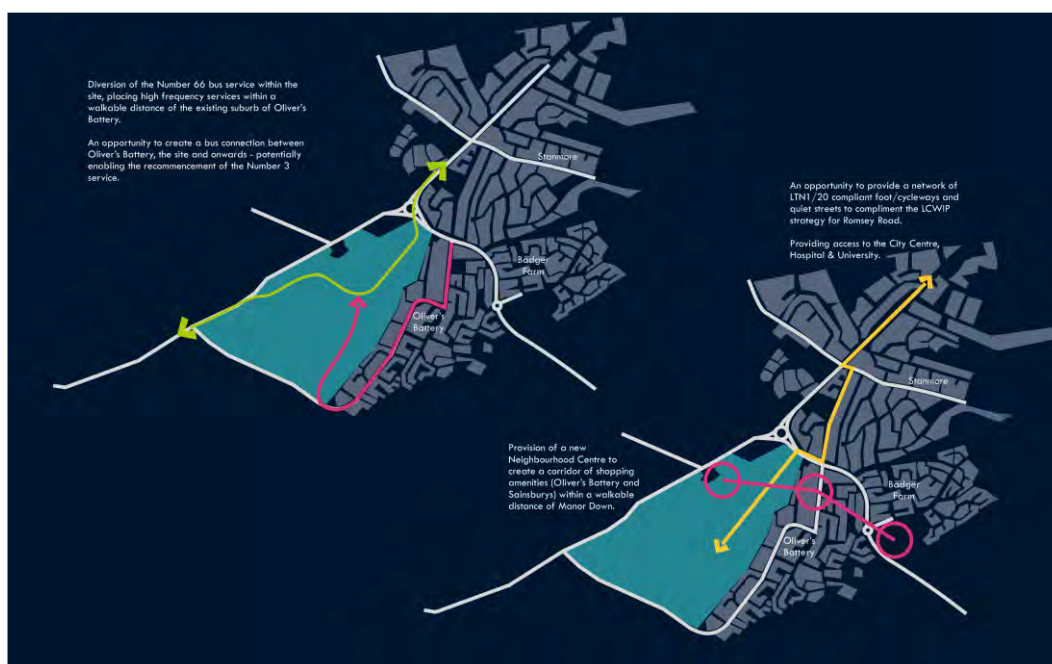 Diversion of the Number 66 bus service within the
site, placing high frequency services within a
walkable distance of the existing suburb of Oliver's
Battery.
An opportunity to create a bus connection between
Oliver's Battery, the site and onwards - potentially
enabling the recommencement of the Number 3
service.
Stanmore
Badger
Farm
Oliver's
Battery
An opportunity to provide a network of
LTN1/20 compliant foot/cycleways and
quiet streets to compliment the LCWIP
strategy for Romsey Road.
Providing access to the City Centre,
Hospital & University.
Stanmore
Provision of a new
Neighbourhood Centre to
create a corridor of shopping
amenities (Oliver's Battery and
Sainsburys) within a walkable
distance of Manor Down.
Badger
Farm
Oliver's
Battery